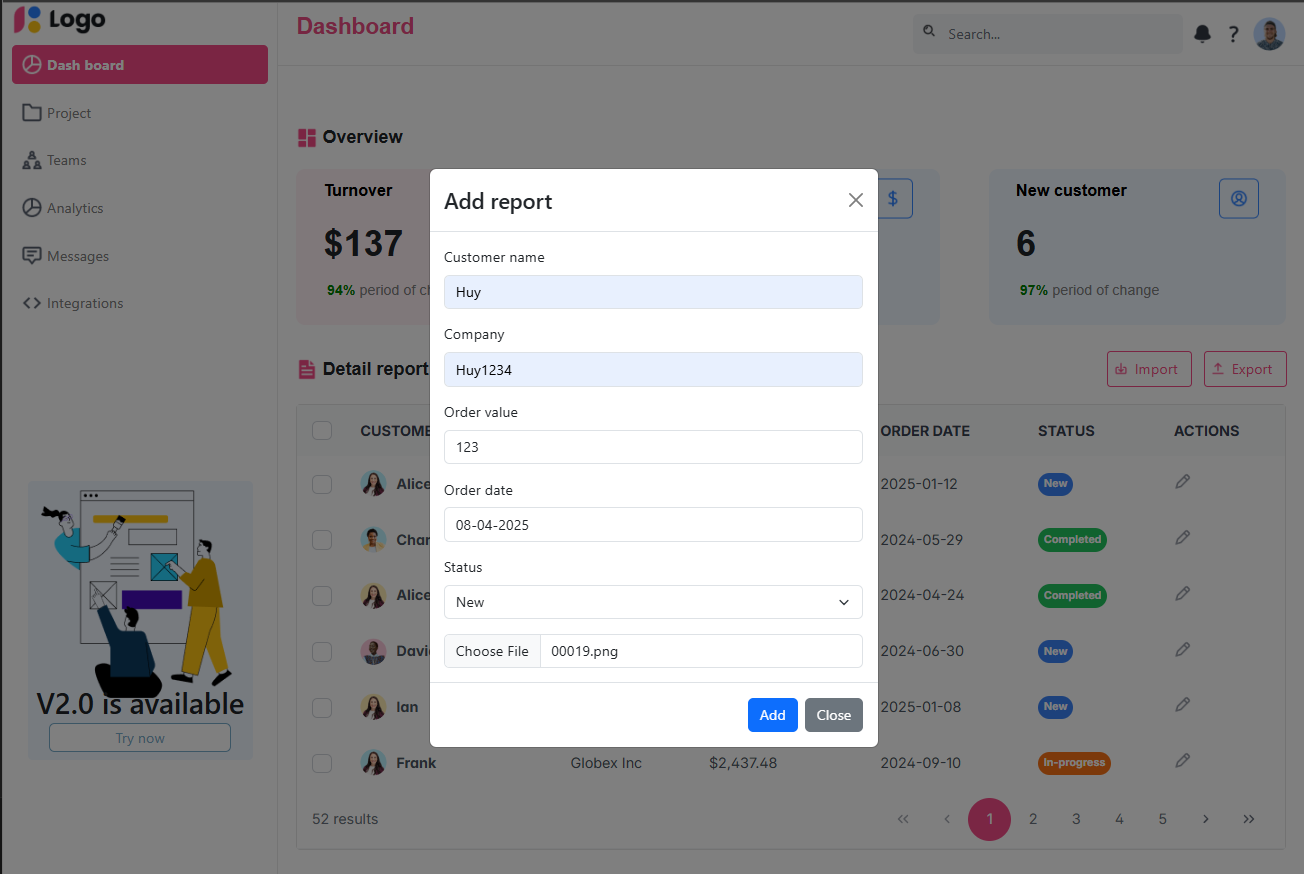 Logo
Dashboard
Search...
?
Dash board
Project
Teams
Analytics
Messages
Integrations
V2.0 is available
Try now
Overview
Turnover
$137
94% period of ch
$
New customer
6
97% period of change
Detail report
Import
Export
CUSTOME
ORDER DATE
STATUS
ACTIONS
Alice
2025-01-12
New
Char
2024-05-29
Completed
Alice
2024-04-24
Completed
David
2024-06-30
New
Ian
2025-01-08
New
Frank
Globex Inc
$2,437.48
2024-09-10
In-progress
52 results
1
2
3
4
5
Add report
Customer name
Huy
Company
Huy1234
Order value
123
Order date
08-04-2025
Status
New
Choose File
00019.png
Add
Close